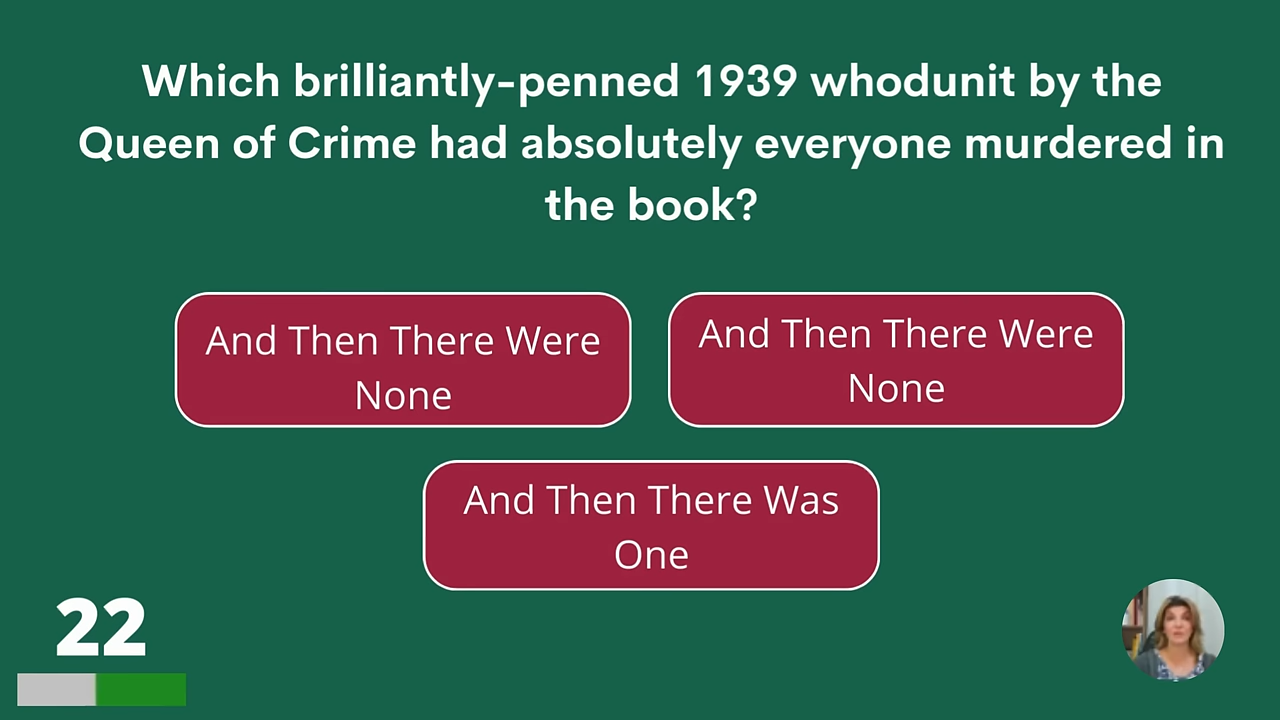 Which brilliantly-penned 1939 whodunit by the
Queen of Crime had absolutely everyone murdered in
the book?
And Then There Were
None
And Then There Were
None
And Then There Was
One
22